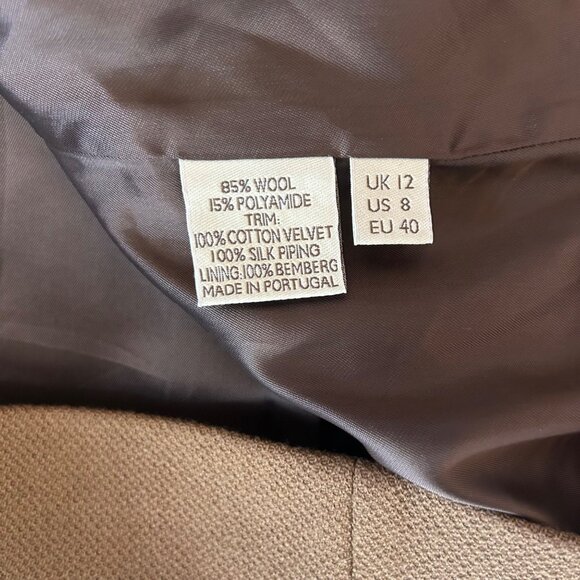 85% WOOL
15% POLYAMIDE
TRIM:
100% COTTON VELVET
100% SILK PIPING
LINING:100% BEMBERG
MADE IN PORTUGAL
UK 12
US 8
EU 40